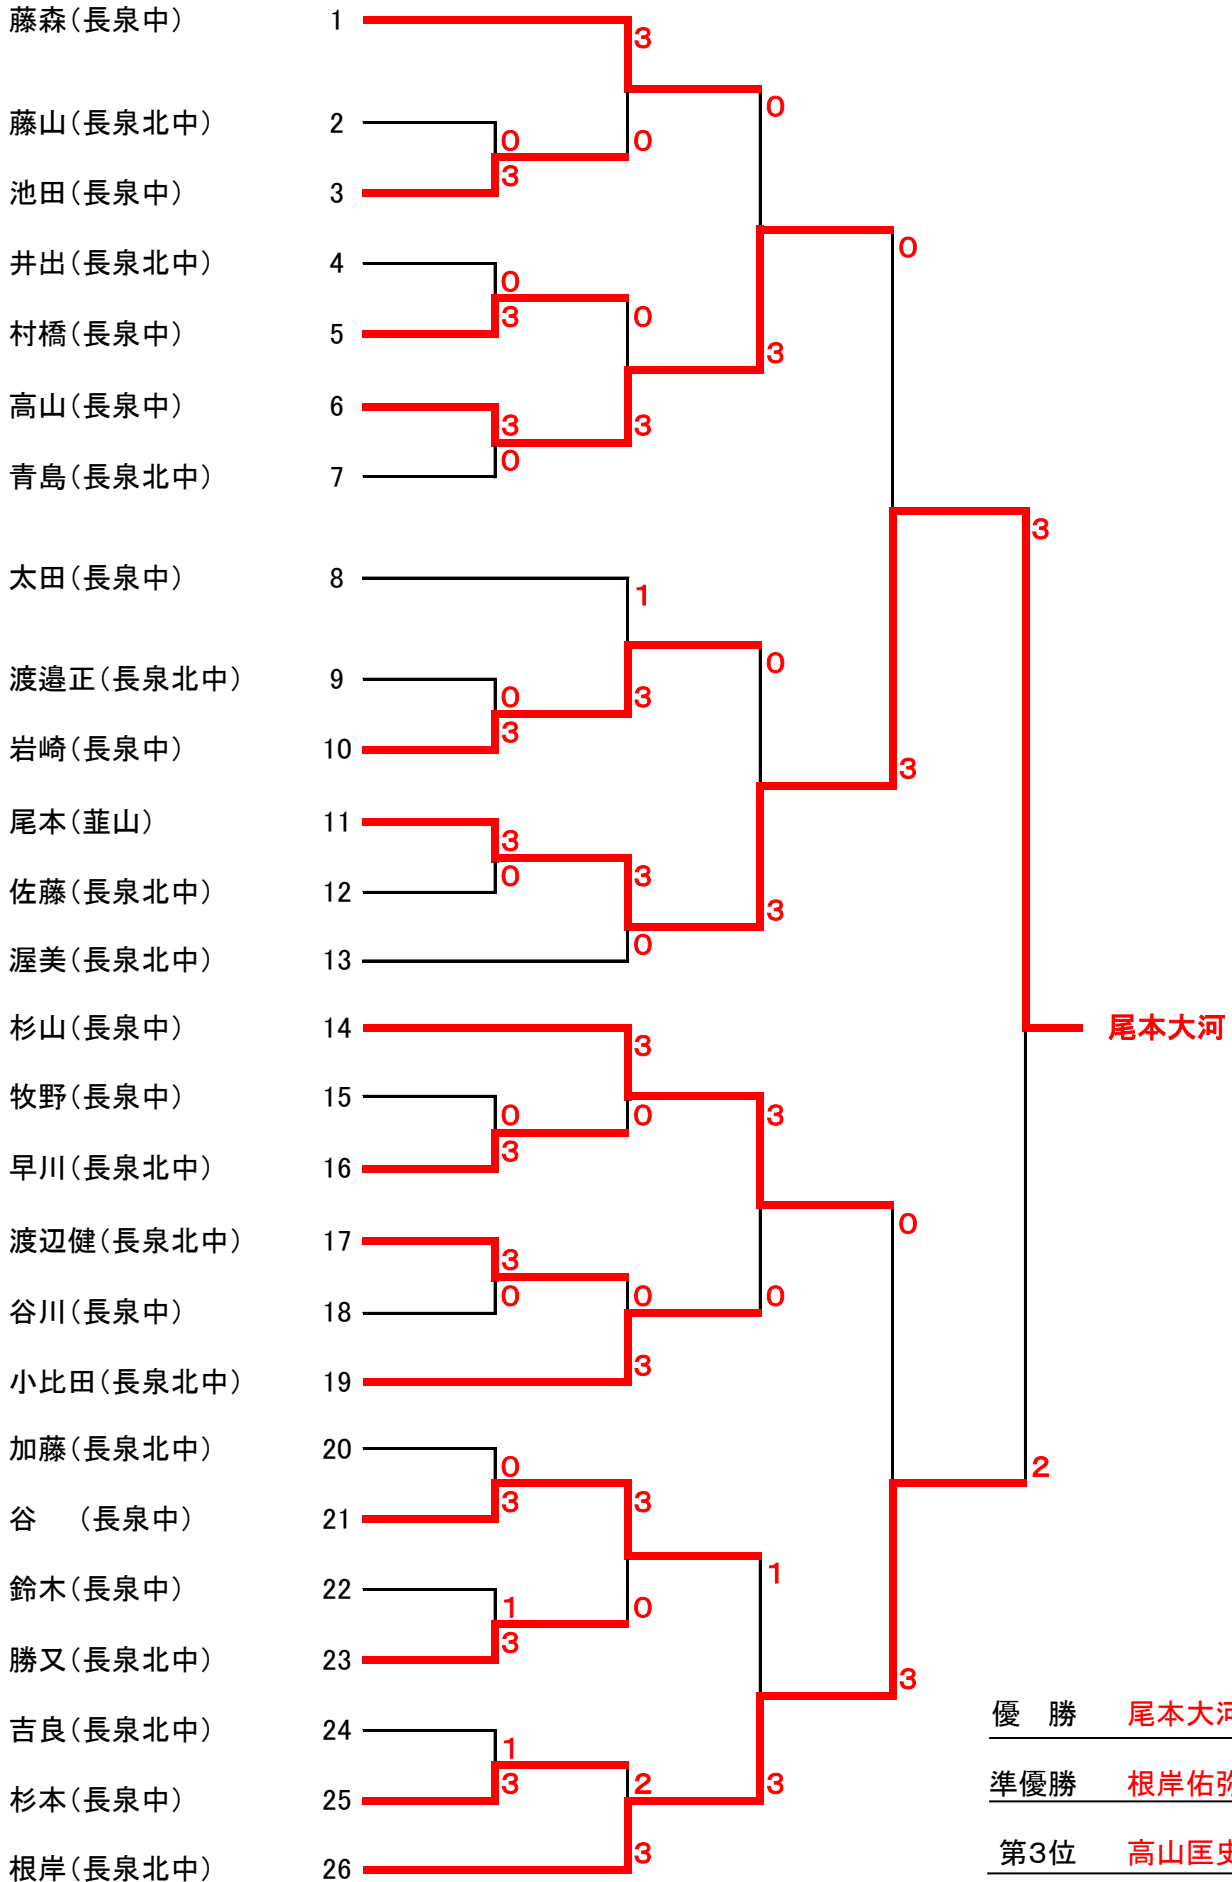 藤森(長泉中) 1
3
藤山(長泉北中) 2
0
0
0
池田(長泉中) 3
3
井出(長泉北中) 4
0
0
村橋(長泉中) 5
3
0
3
高山(長泉中) 6
3
3
青島(長泉北中) 7
0
3
太田(長泉中) 8
1
0
渡邉正(長泉北中) 9
0
3
岩崎(長泉中) 10
3
3
尾本(韮山) 11
3
佐藤(長泉北中) 12
0
3
3
渥美(長泉北中) 13
0
杉山(長泉中) 14
3
尾本大河
牧野(長泉中) 15
0
0
3
早川(長泉北中) 16
3
渡辺健(長泉北中) 17
3
0
谷川(長泉中) 18
0
0
0
小比田(長泉北中) 19
3
加藤(長泉北中) 20
0
2
谷　(長泉中) 21
3
3
鈴木(長泉中) 22
1
0
1
勝又(長泉北中) 23
3
3
吉良(長泉北中) 24
1
優　勝 尾本大河
杉本(長泉中) 25
3
2
3
準優勝 根岸佑
根岸(長泉北中) 26
3
第3位 高山匡